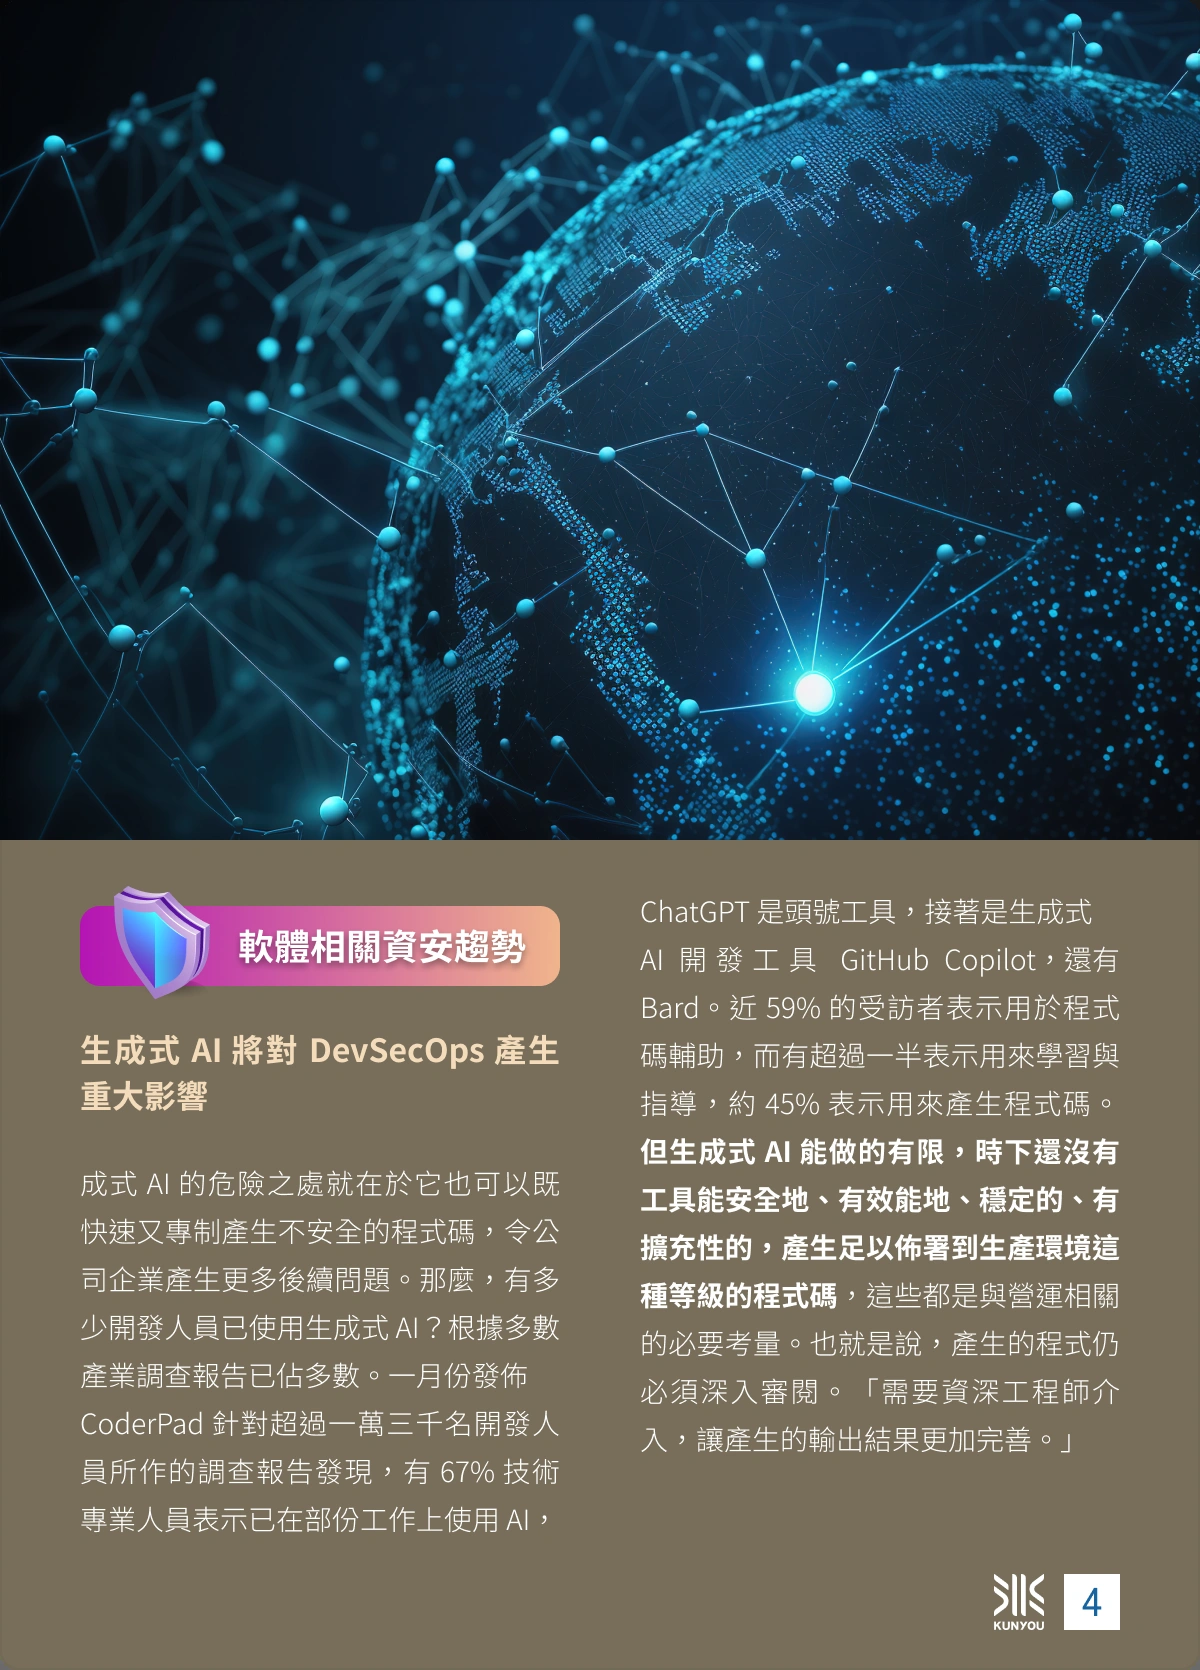 軟體相關資安趨勢
生成式 AI 將對 DevSecOps 產生
重大影響
成式 AI 的危險之處就在於它也可以既
快速又專制產生不安全的程式碼，令公
司企業產生更多後續問題。那麼，有多
少開發人員已使用生成式 AI？根據多數
產業調查報告已佔多數。一月份發佈
CoderPad 針對超過一萬三千名開發人
員所作的調查報告發現，有 67% 技術
專業人員表示已在部份工作上使用 AI，
ChatGPT 是頭號工具，接著是生成式
AI 開發工具 GitHub Copilot，還有
Bard。近 59% 的受訪者表示用於程式
碼輔助，而有超過一半表示用來學習與
指導，約 45% 表示用來產生程式碼。
但生成式 AI 能做的有限，時下還沒有
工具能安全地、有效能地、穩定的、有
擴充性的，產生足以佈署到生產環境這
種等級的程式碼，這些都是與營運相關
的必要考量。也就是說，產生的程式仍
必須深入審閱。「需要資深工程師介
入，讓產生的輸出結果更加完善。」
KUNYOU
4